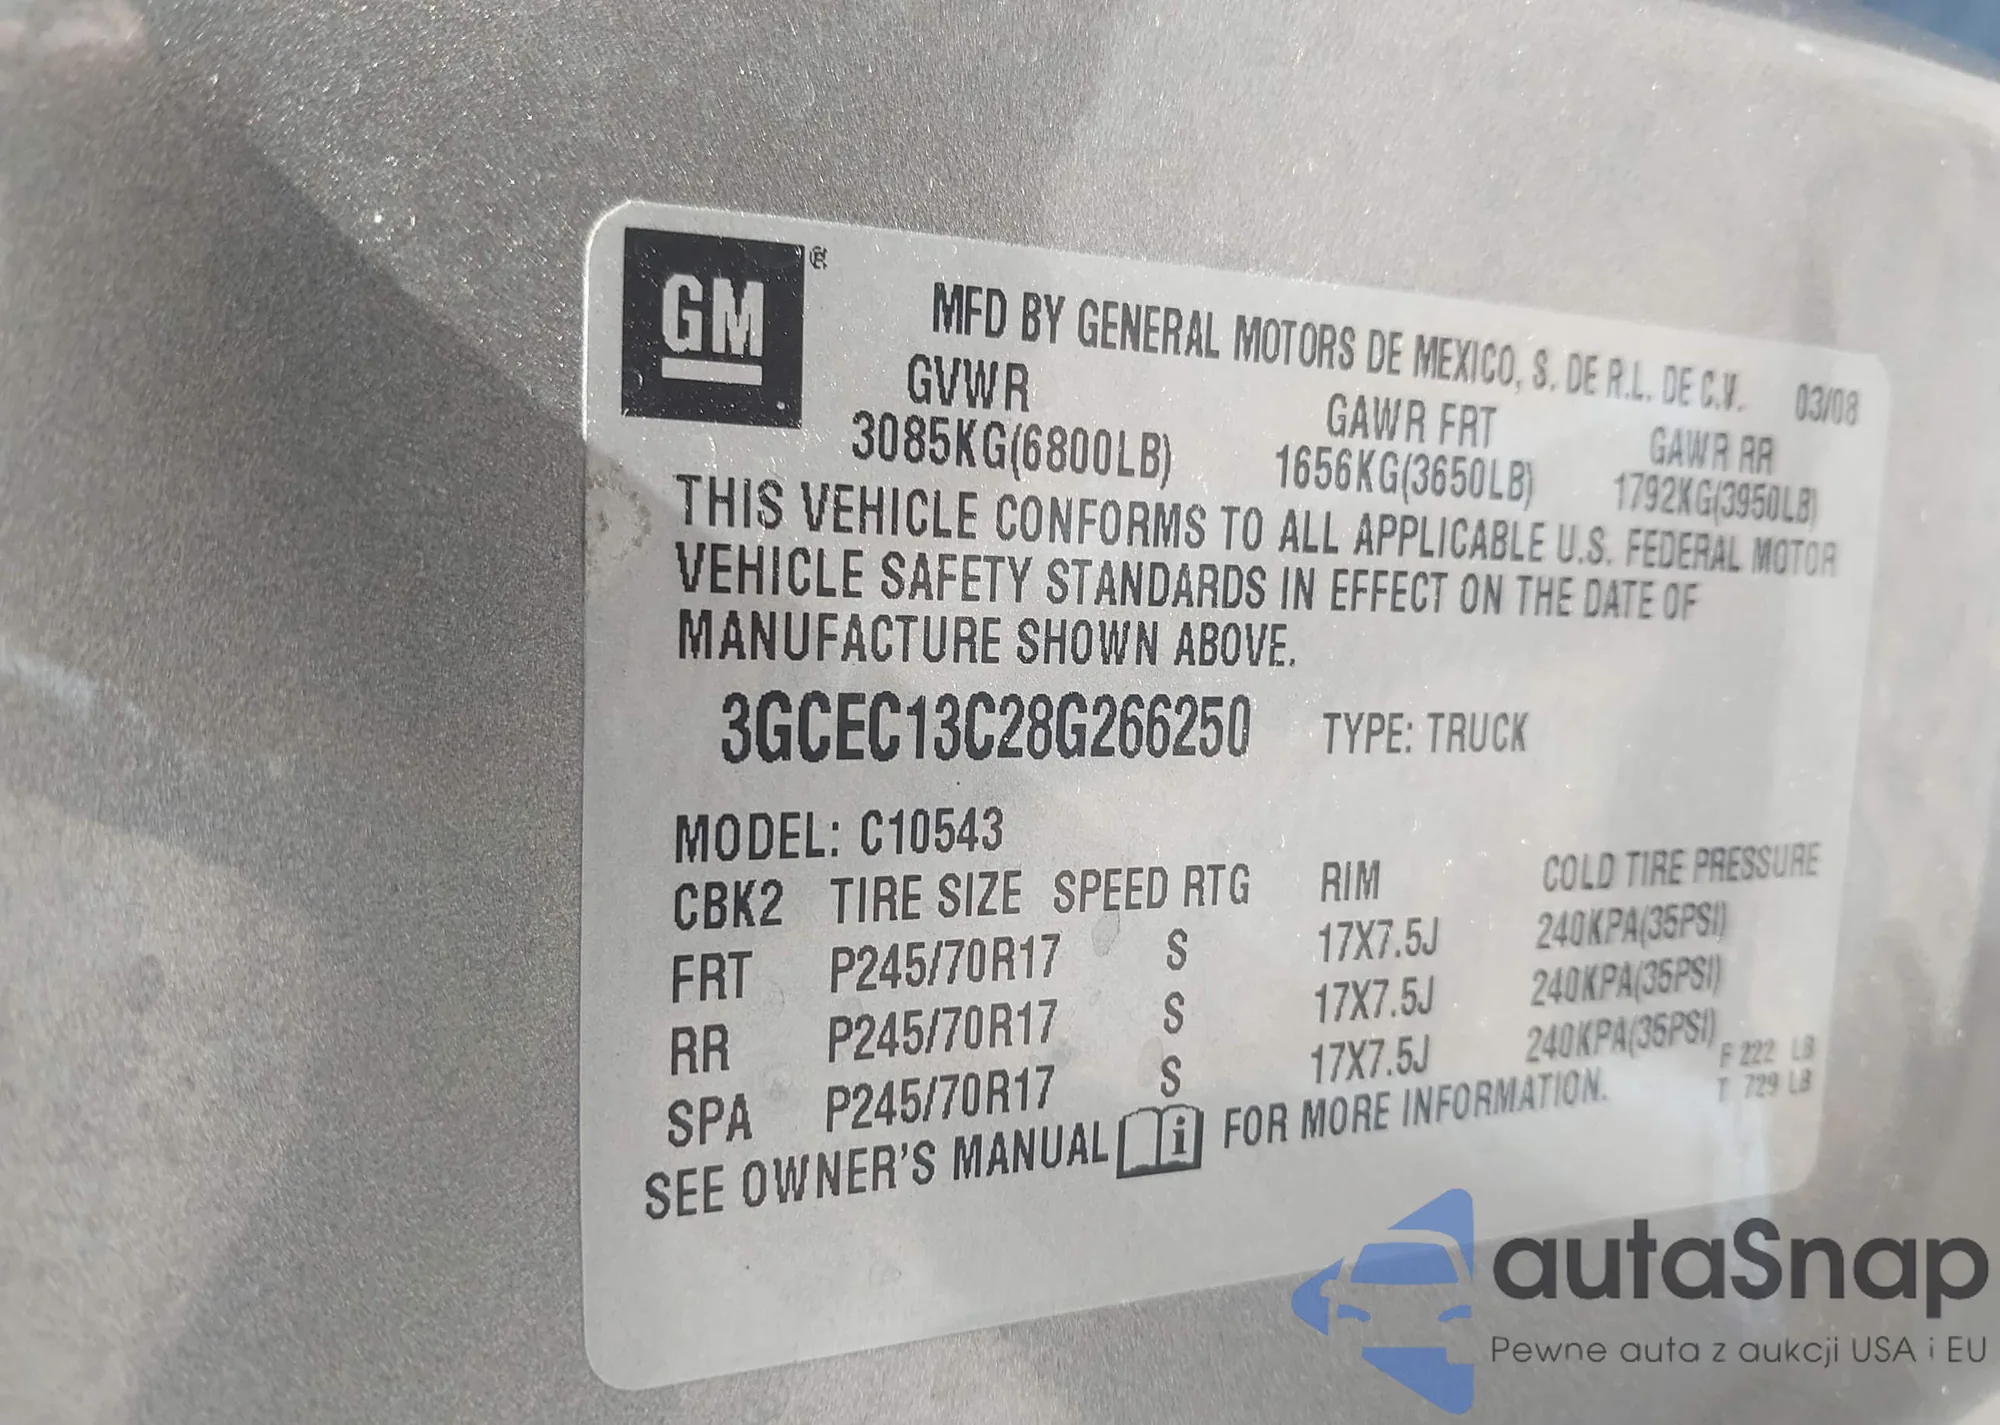 GM®
MFD BY GENERAL MOTORS DE MEXICO, S. DE R.L. DE C.V. 03/08
GVWR GAWR FRT GAWR RR
3085KG(6800LB) 1656KG(3650LB) 1792KG(3950LB)
THIS VEHICLE CONFORMS TO ALL APPLICABLE U.S. FEDERAL MOTOR
VEHICLE SAFETY STANDARDS IN EFFECT ON THE DATE OF
MANUFACTURE SHOWN ABOVE.
3GCEC13C28G266250 TYPE: TRUCK
MODEL: C10543
CBK2 TIRE SIZE SPEED RTG RIM COLD TIRE PRESSURE
FRT P245/70R17 S 17X7.5J 240KPA(35PSI)
RR P245/70R17 S 17X7.5J 240KPA(35PSI)
SPA P245/70R17 S 17X7.5J 240KPA(35PSI)
F 222 LB
T 729 LB
SEE OWNER'S MANUAL i FOR MORE INFORMATION.
autaSnap
Pewne auta z aukcji USA i EU